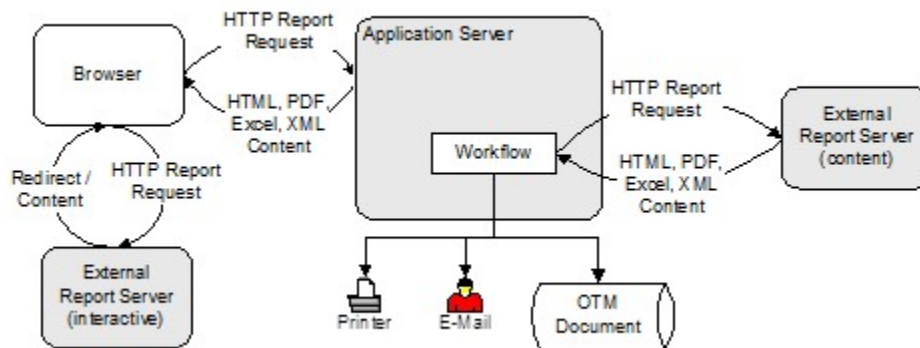 HTTP Report
Request
Application Server
Browser
HTML, PDF,
Excel, XML
Content
HTTP Report
Request
External
Report Server
(content)
Workflow
HTML, PDF,
Excel, XML
Content
Redirect /
Content
HTTP Report
Request
External
Report Server
(interactive)
Printer
E-Mail
OTM
Document